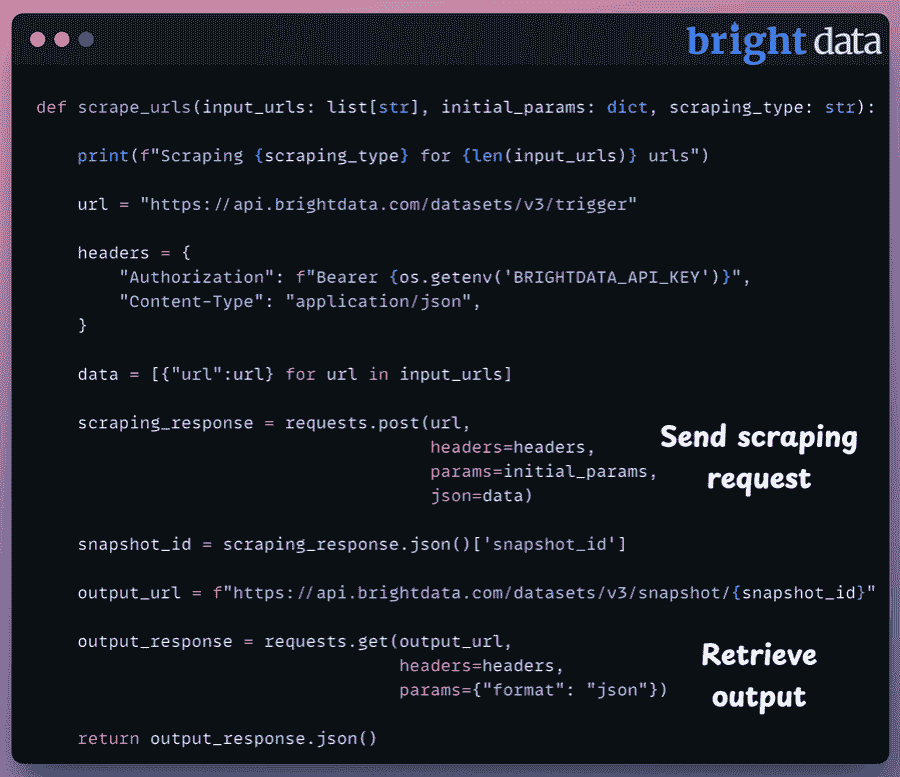 bright data
def scrape_urls(input_urls: list[str], initial_params: dict, scraping_type: str):
print(f"Scraping {scraping_type} for {len(input_urls)} urls")
url = "https://api.brightdata.com/datasets/v3/trigger"
headers = {
"Authorization": f"Bearer {os.getenv('BRIGHTDATA_API_KEY')}",
"Content-Type": "application/json",
}
data = [{"url":url} for url in input_urls]
scraping_response = requests.post(url,
headers=headers,
params=initial_params,
json=data)
Send scraping
request
snapshot_id = scraping_response.json()['snapshot_id']
output_url = f"https://api.brightdata.com/datasets/v3/snapshot/{snapshot_id}"
output_response = requests.get(output_url,
headers=headers,
params={"format": "json"})
Retrieve
output
return output_response.json()